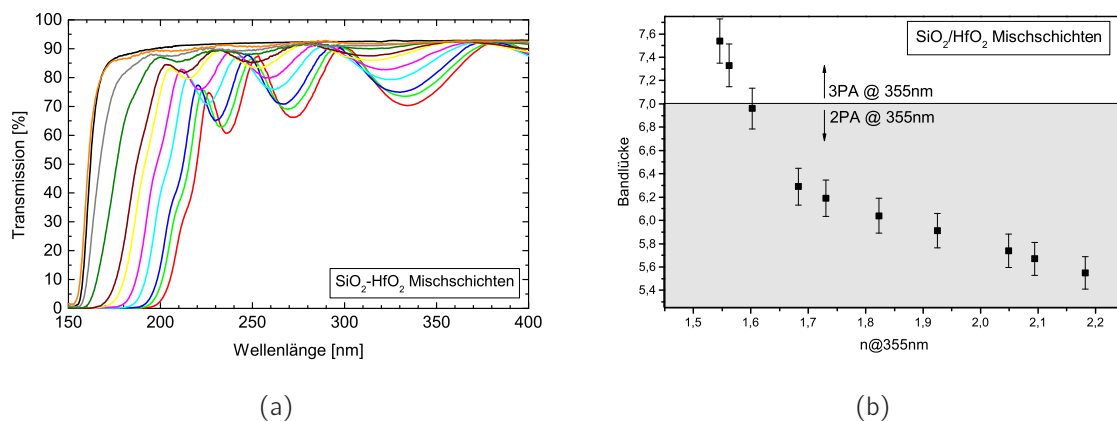 100
90
80
70
60
50
40
30
20
10
0
Transmission [%]
SiO₂-HfO₂ Mischschichten
150 200 250 300 350 400
Wellenlänge [nm]
(a)
7,6
7,4
7,2
7,0
6,8
6,6
6,4
6,2
6,0
5,8
5,6
5,4
Bandlücke
SiO₂/HfO₂ Mischschichten
3PA @ 355nm
2PA @ 355nm
1,5 1,6 1,7 1,8 1,9 2,0 2,1 2,2
n@355nm
(b)